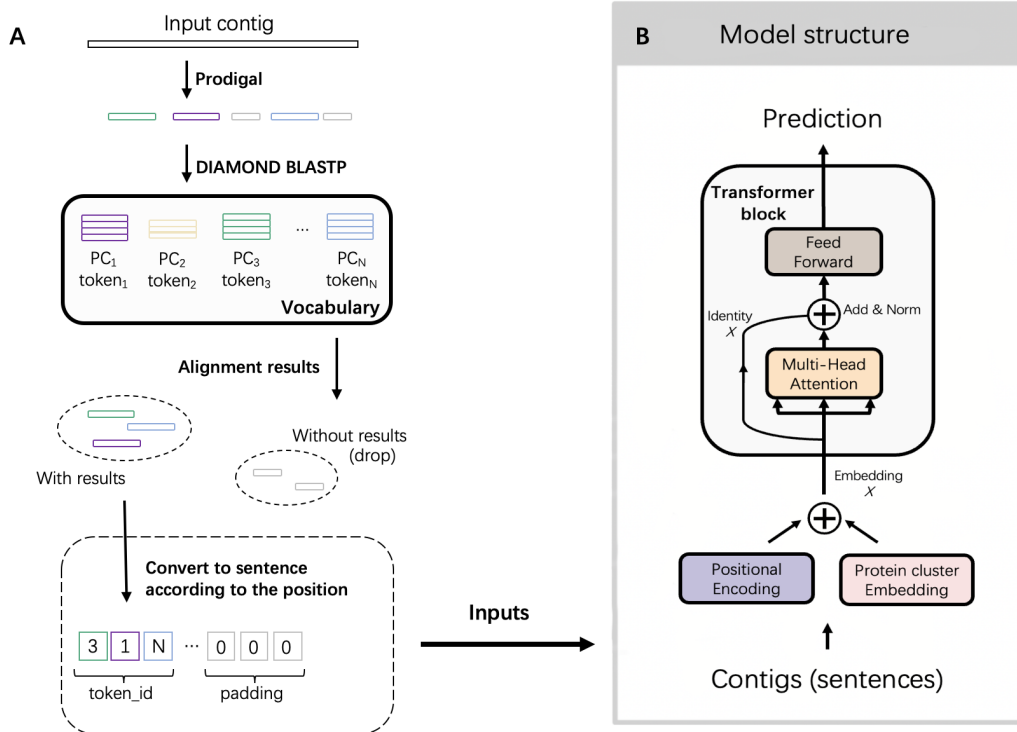 A
Input contig
Prodigal
DIAMOND BLASTP
PC₁
token₁
PC₂
token₂
PC₃
token₃
...
PC_N
token_N
Vocabulary
Alignment results
With results
Without results
(drop)
Convert to sentence
according to the position
3 1 N ... 0 0 0
token_id
padding
Inputs
B
Model structure
Prediction
Transformer
block
Feed
Forward
Add & Norm
Identity
X
Multi-Head
Attention
Embedding
X
Positional
Encoding
Protein cluster
Embedding
Contigs (sentences)